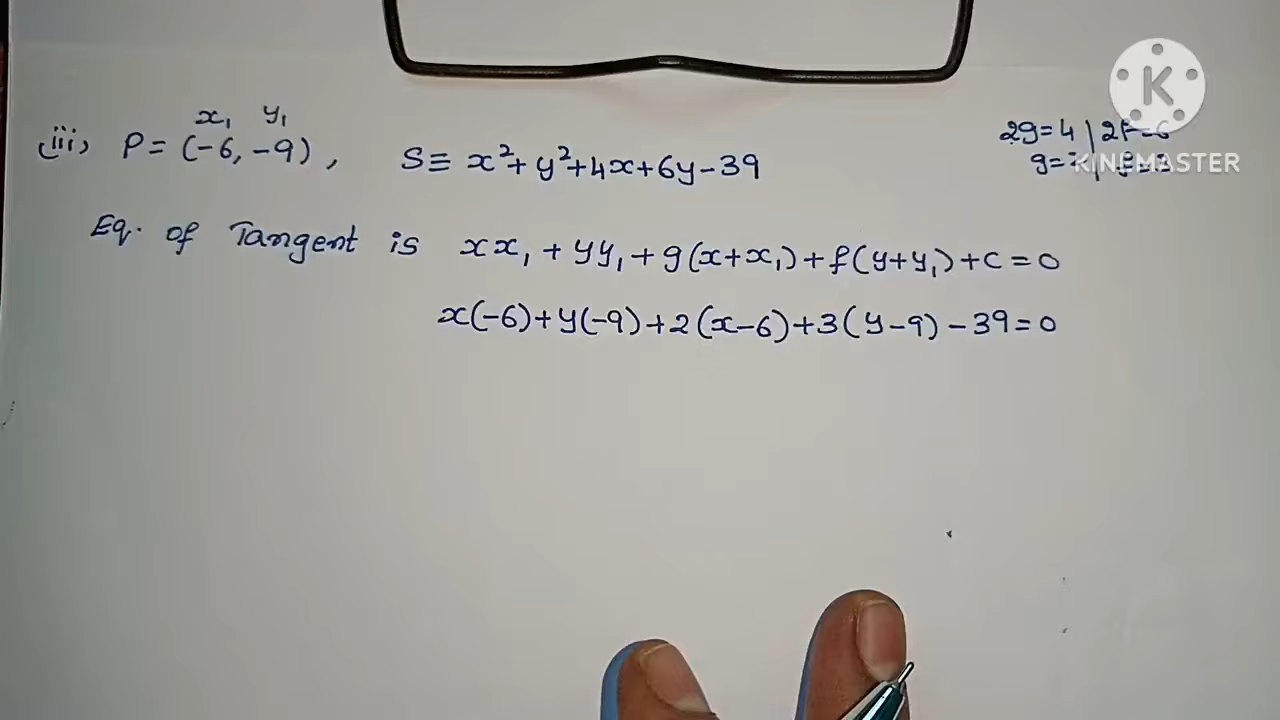 x₁ y₁
(iii) P = (-6, -9), S ≡ x² + y² + 4x + 6y - 39
2g = 4
KINEMASTER
Eq. of Tangent is xx₁ + yy₁ + g(x + x₁) + f(y + y₁) + c = 0
x(-6) + y(-9) + 2(x - 6) + 3(y - 9) - 39 = 0